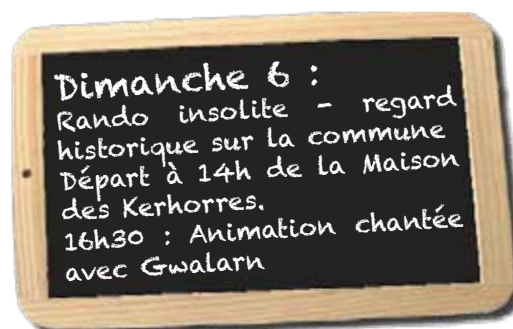 Dimanche 6 :
Rando insolite - regard
historique sur la commune
Départ à 14h de la Maison
des Kerhorres.
16h30 : Animation chantée
avec Gwalarn